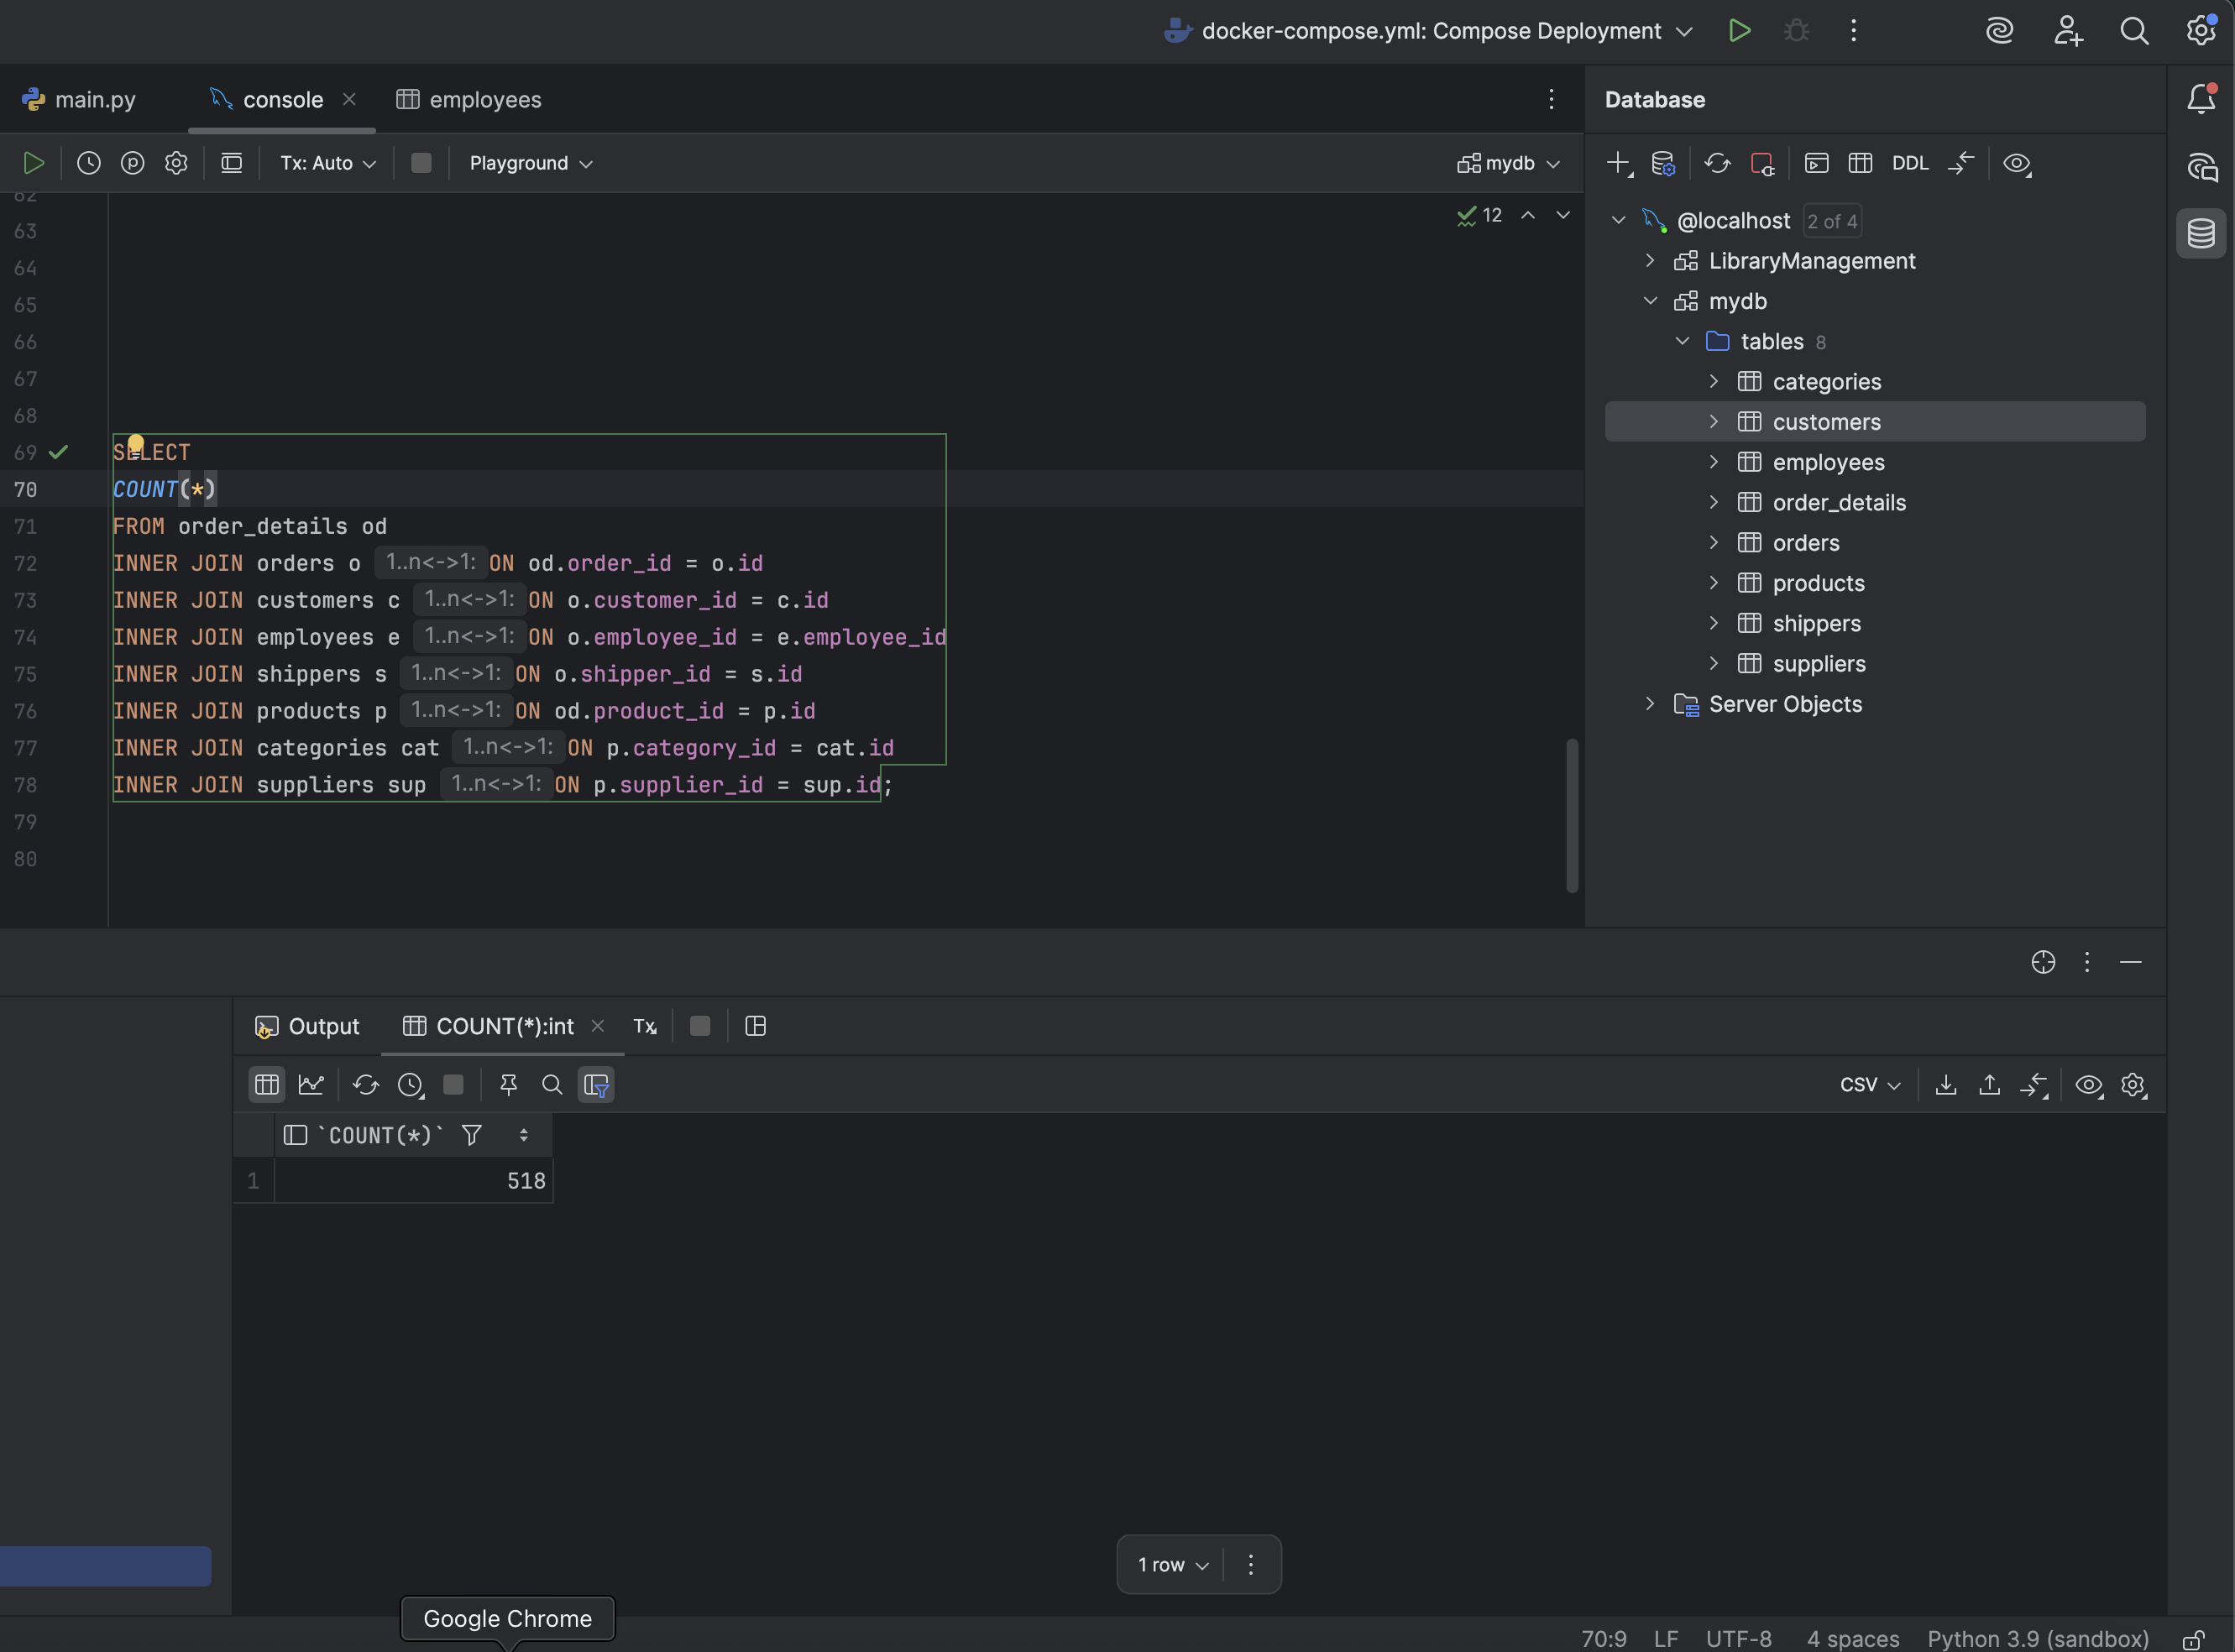 docker-compose.yml: Compose Deployment
main.py
console
employees
Database
Tx: Auto
Playground
mydb
DDL
12
@localhost 2 of 4
LibraryManagement
mydb
tables 8
categories
customers
employees
order_details
orders
products
shippers
suppliers
Server Objects
62
63
64
65
66
67
68
69 SELECT
70 COUNT(*)
71 FROM order_details od
72 INNER JOIN orders o 1..n<->1: ON od.order_id = o.id
73 INNER JOIN customers c 1..n<->1: ON o.customer_id = c.id
74 INNER JOIN employees e 1..n<->1: ON o.employee_id = e.employee_id
75 INNER JOIN shippers s 1..n<->1: ON o.shipper_id = s.id
76 INNER JOIN products p 1..n<->1: ON od.product_id = p.id
77 INNER JOIN categories cat 1..n<->1: ON p.category_id = cat.id
78 INNER JOIN suppliers sup 1..n<->1: ON p.supplier_id = sup.id;
79
80
Output
COUNT(*):int
Tx
CSV
`COUNT(*)`
1 518
1 row
Google Chrome
70:9 LF UTF-8 4 spaces Python 3.9 (sandbox)